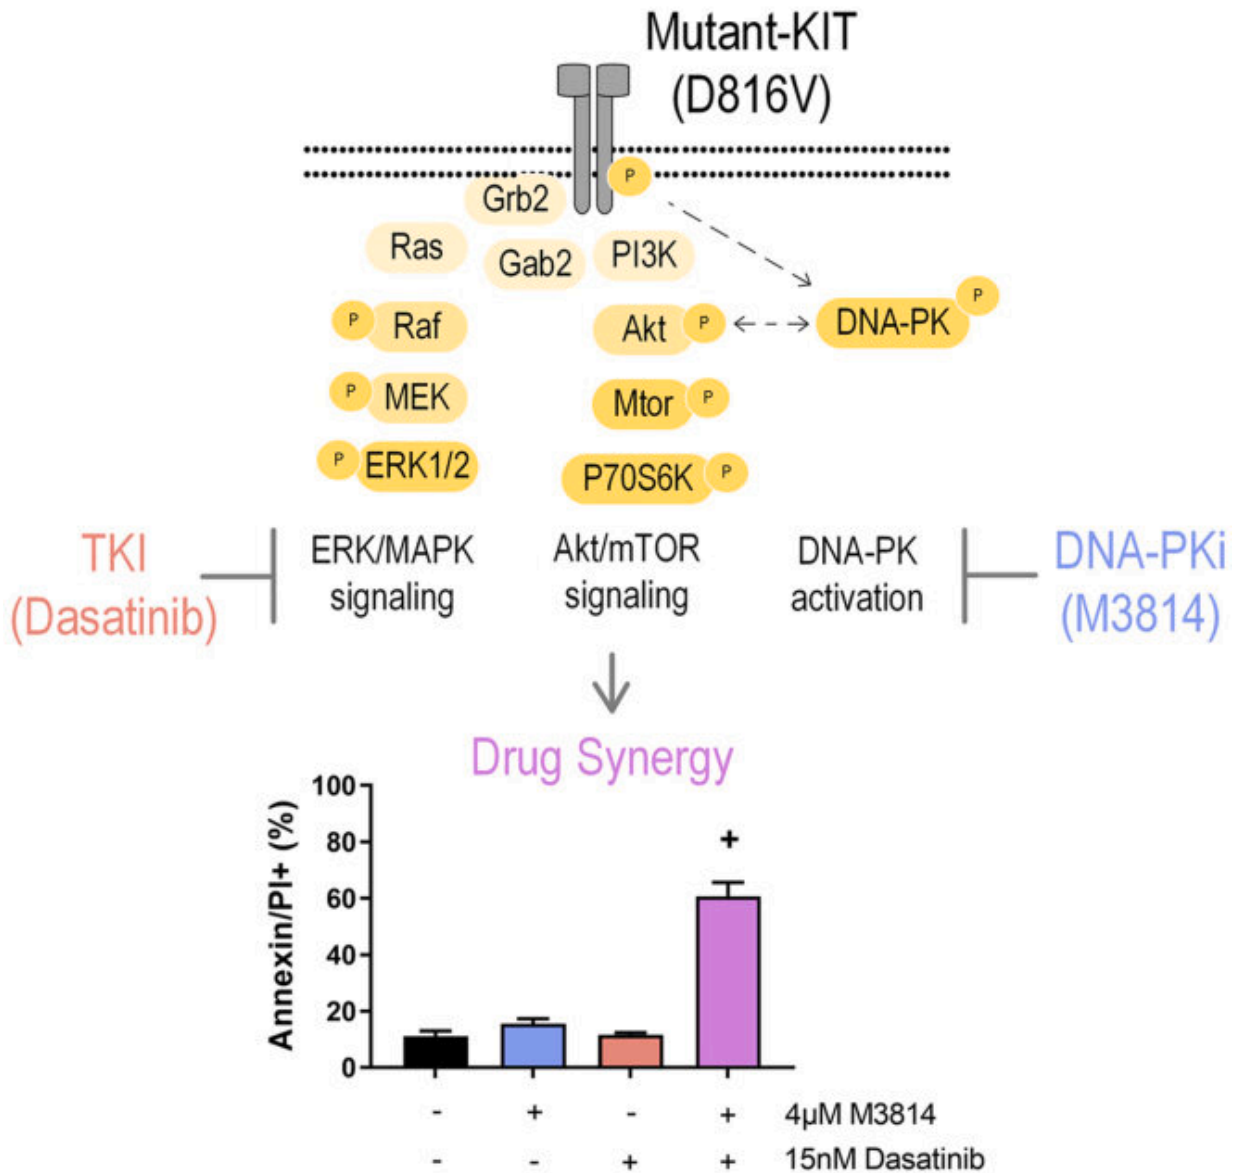 Mutant-KIT
(D816V)
P
Grb2
Ras
Gab2
PI3K
P
P
Raf
Akt
P
DNA-PK
P
MEK
Mtor
P
P
ERK1/2
P70S6K
P
TKI
(Dasatinib)
ERK/MAPK
signaling
Akt/mTOR
signaling
DNA-PK
activation
DNA-PKi
(M3814)
Drug Synergy
Annexin/PI+ (%)
100
80
60
40
20
0
+
- + - + 4µM M3814
- - + + 15nM Dasatinib